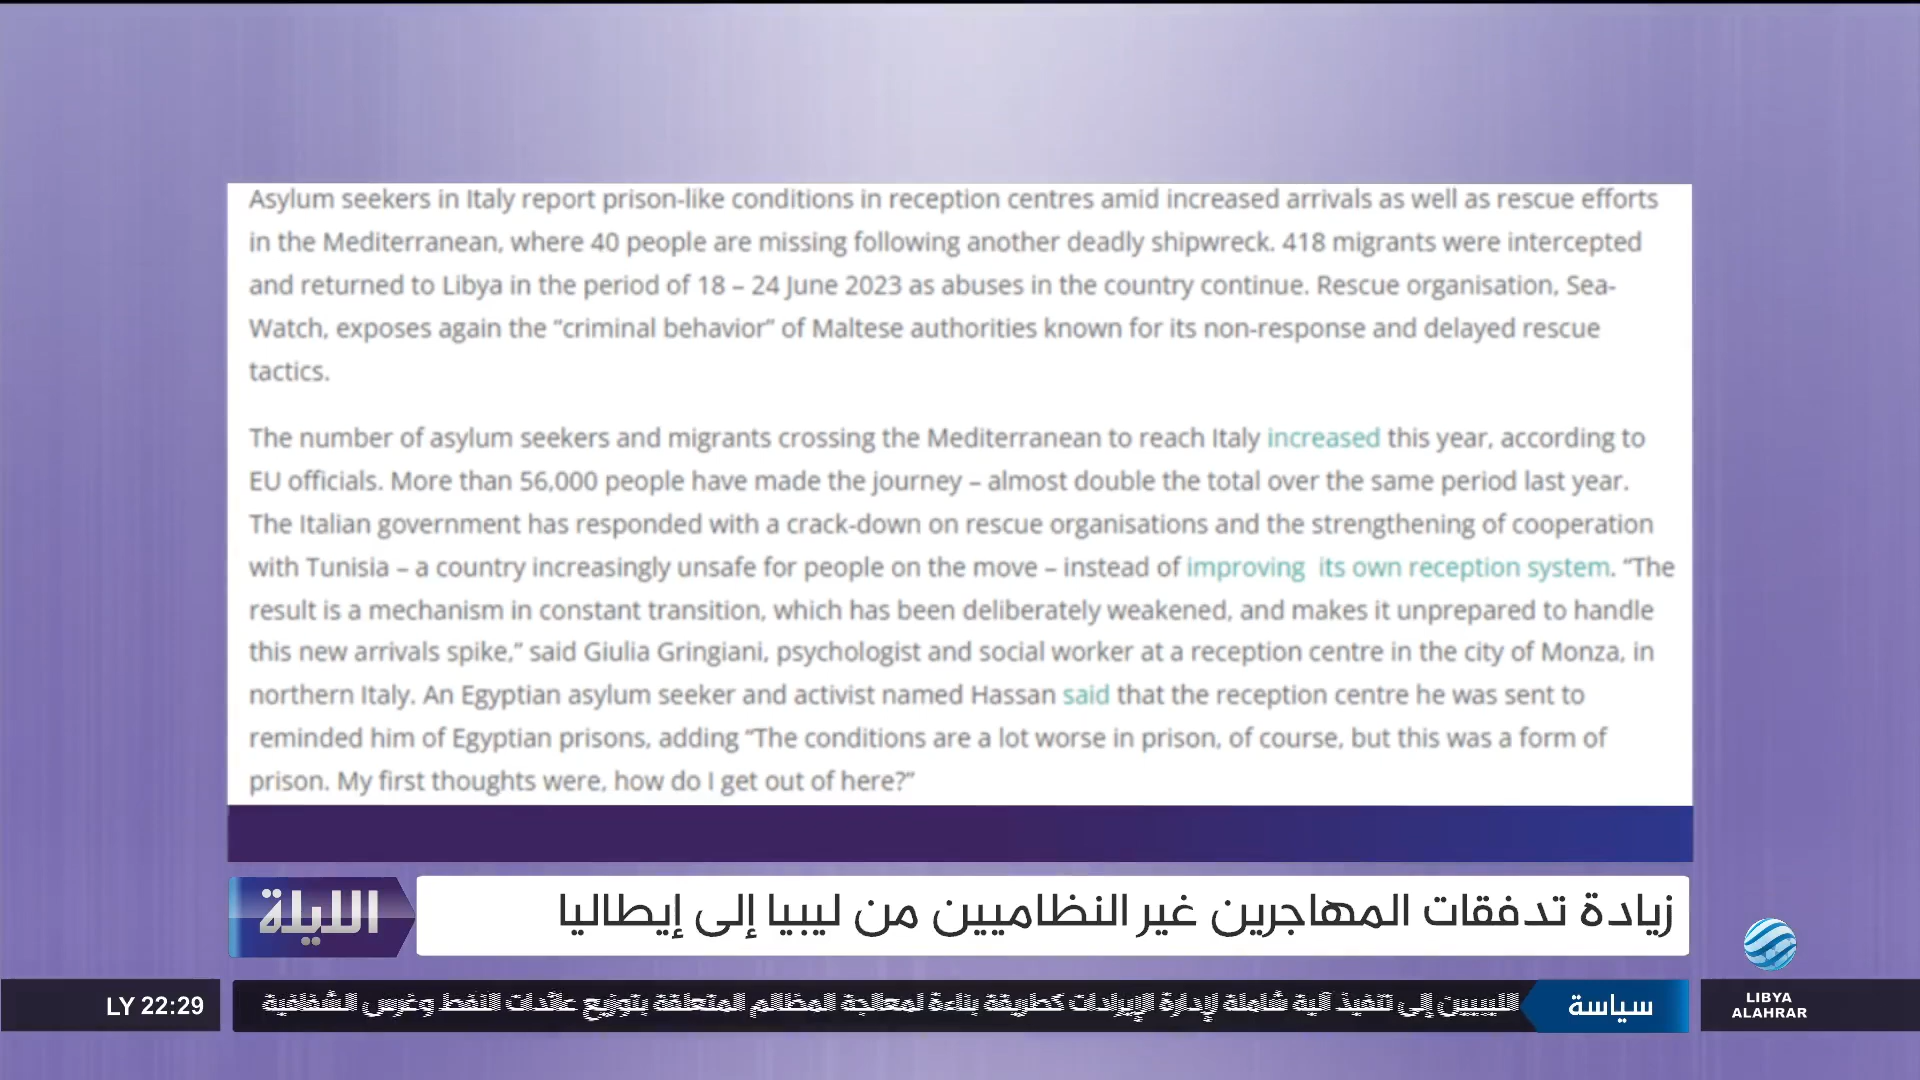 Asylum seekers in Italy report prison-like conditions in reception centres amid increased arrivals as well as rescue efforts
in the Mediterranean, where 40 people are missing following another deadly shipwreck. 418 migrants were intercepted
and returned to Libya in the period of 18 – 24 June 2023 as abuses in the country continue. Rescue organisation, Sea-
Watch, exposes again the “criminal behavior” of Maltese authorities known for its non-response and delayed rescue
tactics.
The number of asylum seekers and migrants crossing the Mediterranean to reach Italy increased this year, according to
EU officials. More than 56,000 people have made the journey – almost double the total over the same period last year.
The Italian government has responded with a crack-down on rescue organisations and the strengthening of cooperation
with Tunisia – a country increasingly unsafe for people on the move – instead of improving its own reception system. “The
result is a mechanism in constant transition, which has been deliberately weakened, and makes it unprepared to handle
this new arrivals spike,” said Giulia Gringiani, psychologist and social worker at a reception centre in the city of Monza, in
northern Italy. An Egyptian asylum seeker and activist named Hassan said that the reception centre he was sent to
reminded him of Egyptian prisons, adding “The conditions are a lot worse in prison, of course, but this was a form of
prison. My first thoughts were, how do I get out of here?”
زيادة تدفقات المهاجرين غير النظاميين من ليبيا إلى إيطاليا
الليلة
سياسة
الليبيين إلى تنفيذ آلية شاملة لإدارة الإيرادات كطريقة بناءة لمعالجة المظالم المتعلقة بتوزيع عائدات النفط وغرس الشفافية
LY 22:29
LIBYA
ALAHRAR